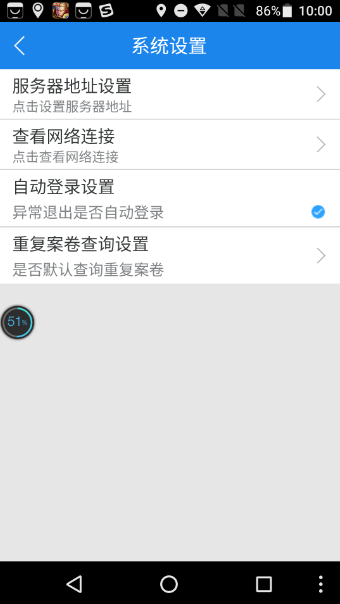 86% 10:00
系统设置
服务器地址设置
点击设置服务器地址
查看网络连接
点击查看网络连接
自动登录设置
异常退出是否自动登录
重复案卷查询设置
是否默认查询重复案卷
51%